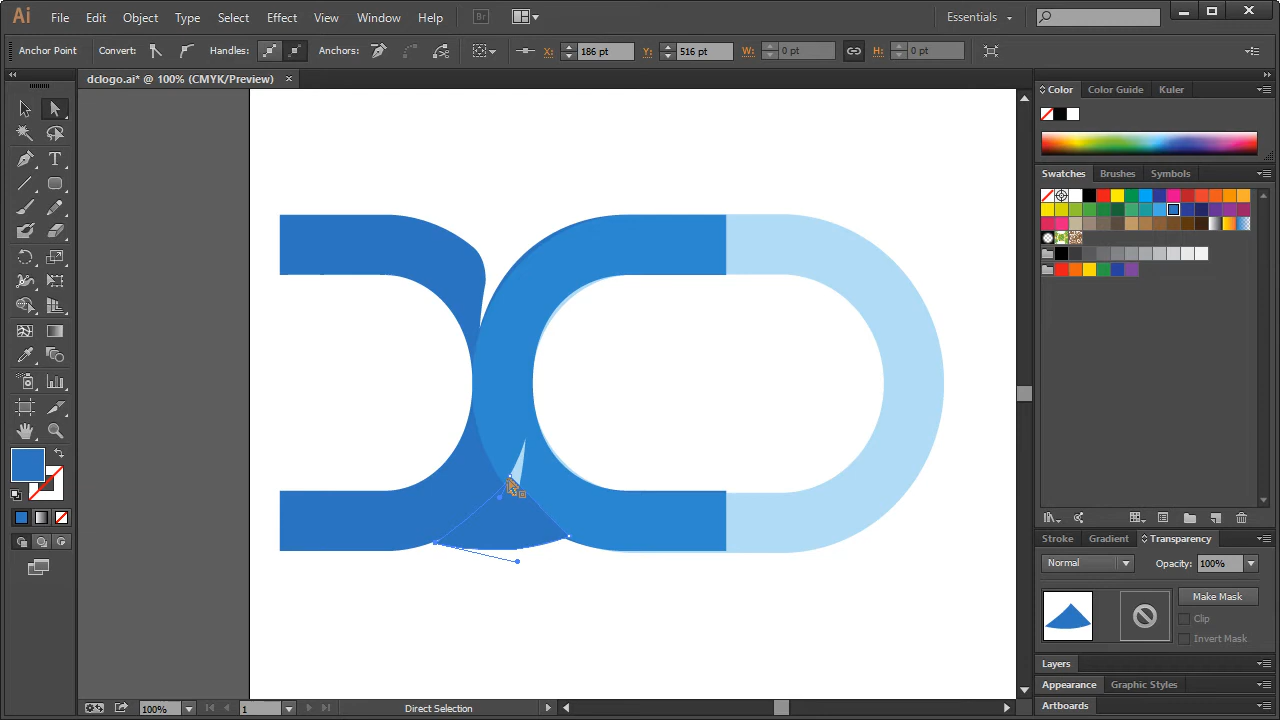 Ai File Edit Object Type Select Effect View Window Help Br Essentials
Anchor Point Convert: Handles: Anchors: X: 186 pt Y: 516 pt W: 0 pt H: 0 pt
dclogo.ai* @ 100% (CMYK/Preview)
Color Color Guide Kuler
Swatches Brushes Symbols
Stroke Gradient Transparency
Normal Opacity: 100%
Make Mask
Clip
Invert Mask
Layers
Appearance Graphic Styles
Artboards
100% 1 Direct Selection